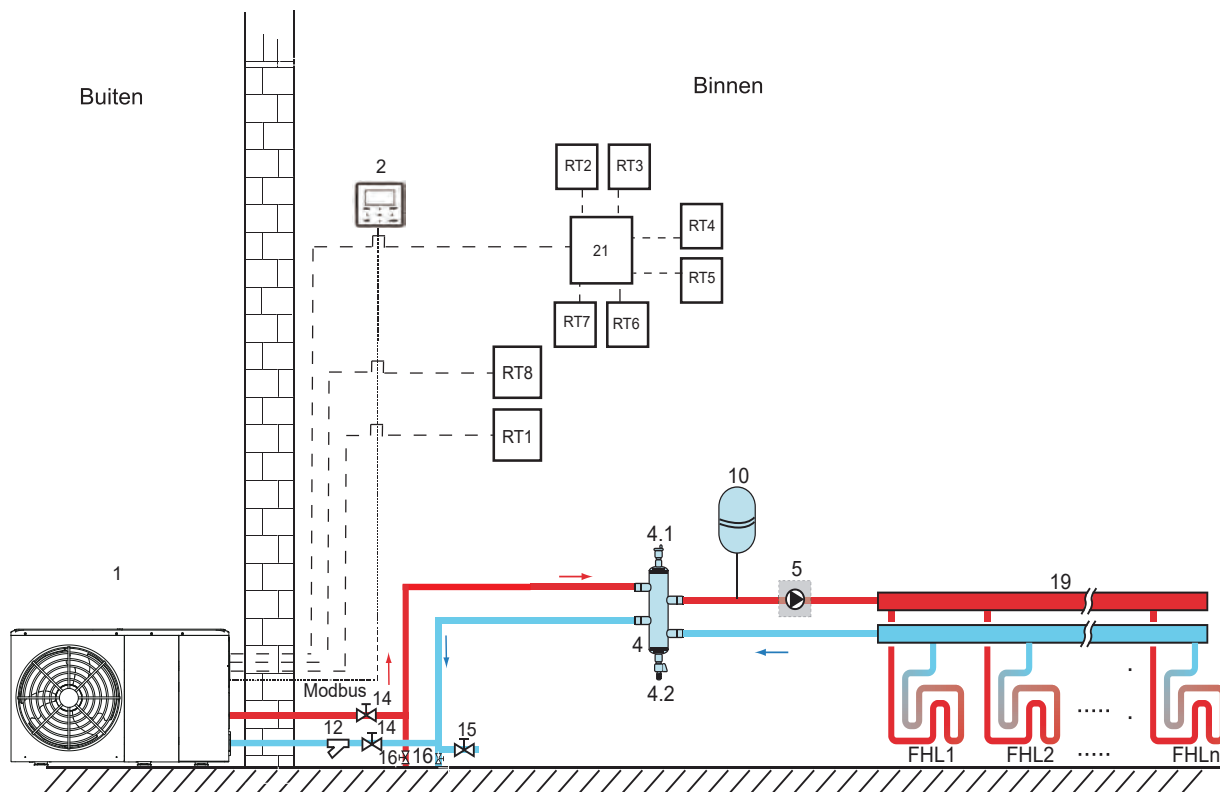 Buiten
Binnen
2
RT2
RT3
RT4
21
RT5
RT7
RT6
RT8
RT1
10
4.1
5
1
19
4
4.2
Modbus
14
12
14
15
16
16
FHL1
FHL2
.....
.....
FHLn